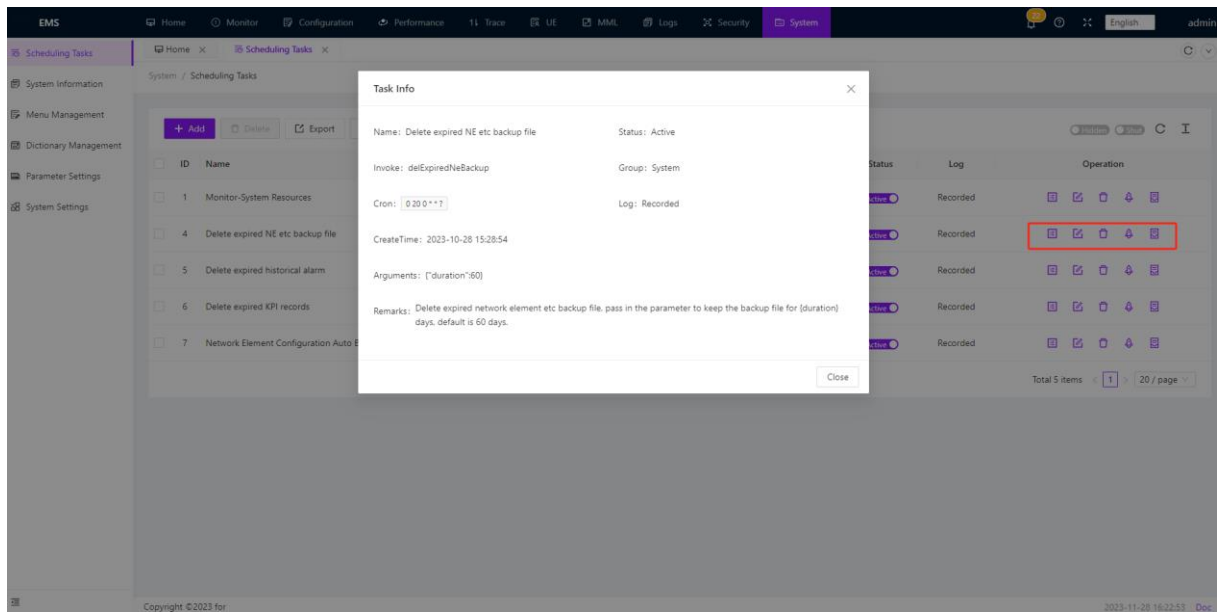 EMS Home Monitor Configuration Performance Trace UE MML Logs Security System English admin
Scheduling Tasks
System Information
Menu Management
Dictionary Management
Parameter Settings
System Settings
Home Scheduling Tasks
System / Scheduling Tasks
+ Add Delete Export
ID Name Status Log Operation
1 Monitor-System Resources Recorded
4 Delete expired NE etc backup file Recorded
5 Delete expired historical alarm Recorded
6 Delete expired KPI records Recorded
7 Network Element Configuration Auto Recorded
Total 5 items < 1 > 20 / page
Task Info
Name: Delete expired NE etc backup file Status: Active
Invoke: delExpiredNeBackup Group: System
Cron: 0 20 0 * * ? Log: Recorded
CreateTime: 2023-10-28 15:28:54
Arguments: {"duration":60}
Remarks: Delete expired network element etc backup file, pass in the parameter to keep the backup file for {duration}
days, default is 60 days.
Close
Copyright ©2023 for 2023-11-28 16:22:53 Doc